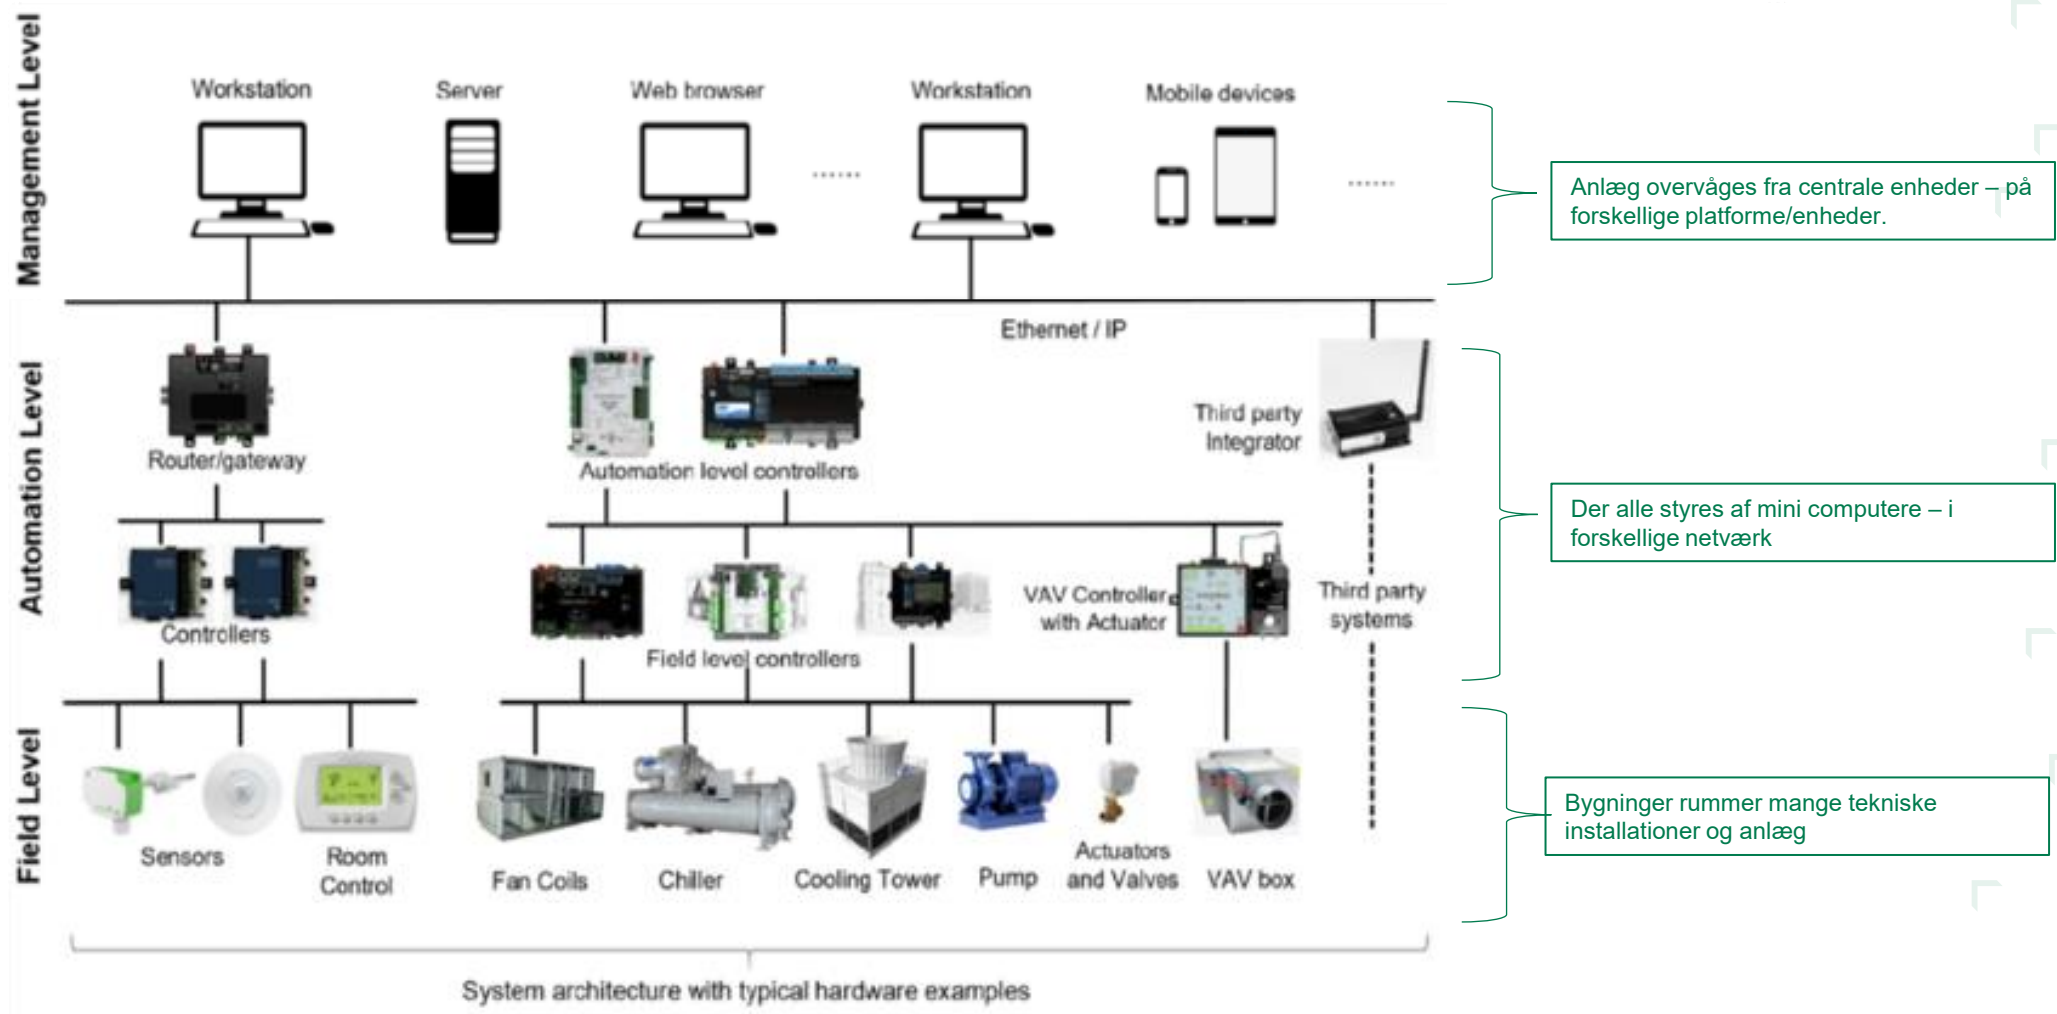 Management Level
Workstation
Server
Web browser
Workstation
Mobile devices
......
......
Anlæg overvåges fra centrale enheder – på
forskellige platforme/enheder.
Ethernet / IP
Automation Level
Router/gateway
Automation level controllers
Third party
Integrator
Der alle styres af mini computere – i
forskellige netværk
Controllers
Field level controllers
VAV Controller
with Actuator
Third party
systems
Field Level
Sensors
Room
Control
Fan Coils
Chiller
Cooling Tower
Pump
Actuators
and Valves
VAV box
Bygninger rummer mange tekniske
installationer og anlæg
System architecture with typical hardware examples